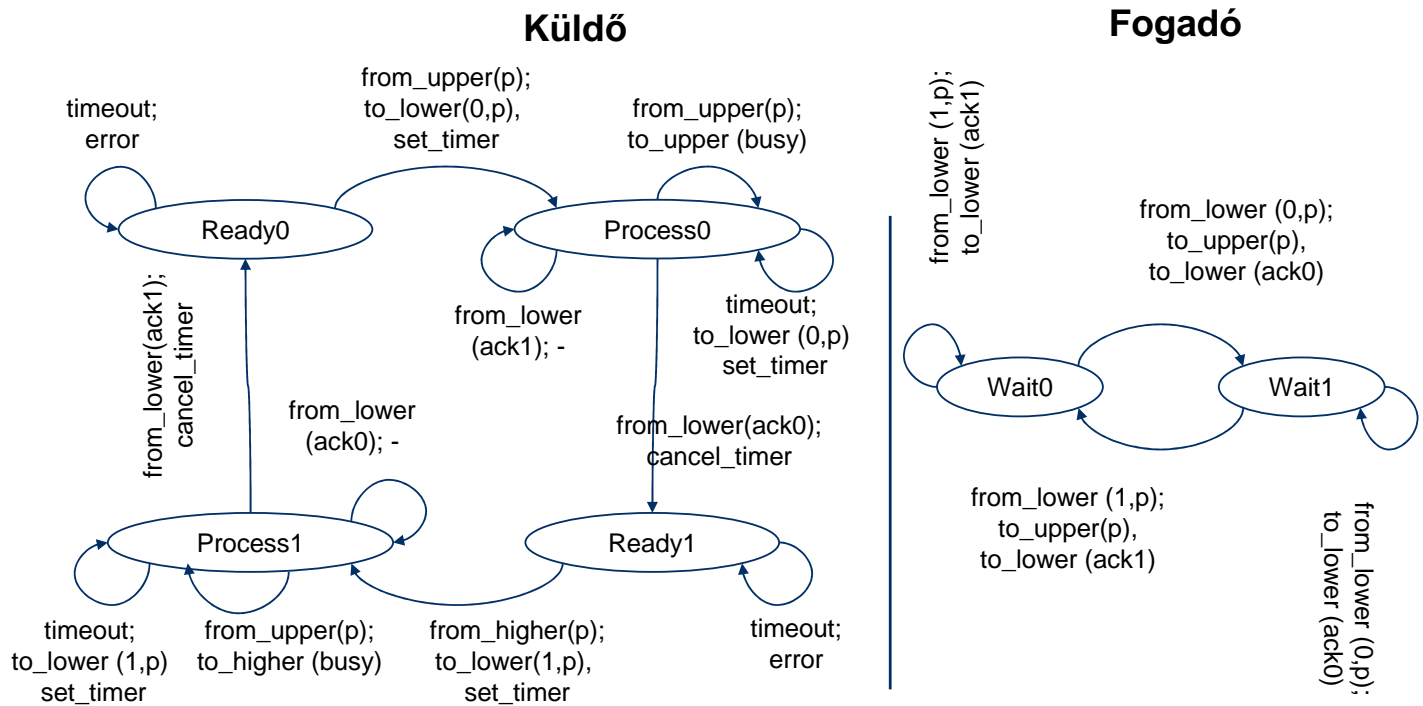 Küldő
Fogadó
timeout;
error
from_upper(p);
to_lower(0,p),
set_timer
from_upper(p);
to_upper (busy)
Ready0
Process0
from_lower
(ack1); -
timeout;
to_lower (0,p)
set_timer
from_lower(ack1);
cancel_timer
from_lower
(ack0); -
from_lower(ack0);
cancel_timer
Process1
Ready1
timeout;
to_lower (1,p)
set_timer
from_upper(p);
to_higher (busy)
from_higher(p);
to_lower(1,p),
set_timer
timeout;
error
from_lower (1,p);
to_lower (ack1)
from_lower (0,p);
to_upper(p),
to_lower (ack0)
Wait0
Wait1
from_lower (1,p);
to_upper(p),
to_lower (ack1)
from_lower (0,p);
to_lower (ack0)